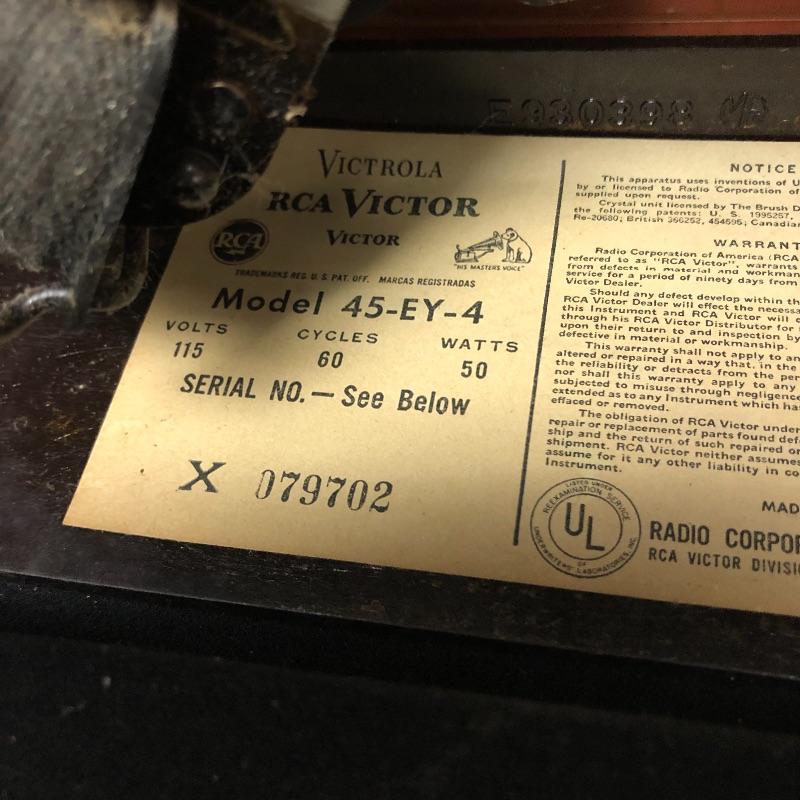 E930398
VICTROLA
RCA VICTOR
RCA VICTOR
"HIS MASTERS VOICE"
TRADEMARKS REG. U. S. PAT. OFF. MARCAS REGISTRADAS
Model 45-EY-4
VOLTS CYCLES WATTS
115 60 50
SERIAL NO.— See Below
X 079702
NOTICE
This apparatus uses inventions of U
by or licensed to Radio Corporation of
supplied upon request.
Crystal unit licensed by The Brush D
the following patents: U. S. 1995257,
Re-20680; British 366252, 454595; Canadian
WARRANT
Radio Corporation of America (RCA
referred to as "RCA Victor", warrants
from defects in material and workman
service for a period of ninety days from
Victor Dealer.
Should any defect develop within th
RCA Victor Dealer will effect the necessa
this Instrument and RCA Victor will
through his RCA Victor Distributor for
upon their return to and inspection by
defective in material or workmanship.
This warranty shall not apply to an
altered or repaired in a way that, in the
the reliability or detracts from the per
nor shall this warranty apply to any
subjected to misuse through negligence
extended as to any Instrument which has
effaced or removed.
The obligation of RCA Victor under
repair or replacement of parts found def
ship and the return of such repaired or
shipment. RCA Victor neither assumes
assume for it any other liability in co
Instrument.
LISTED UNDER
REEXAMINATION SERVICE
UL
OF
UNDERWRITERS' LABORATORIES, INC.
MAD
RADIO CORPOR
RCA VICTOR DIVISIO